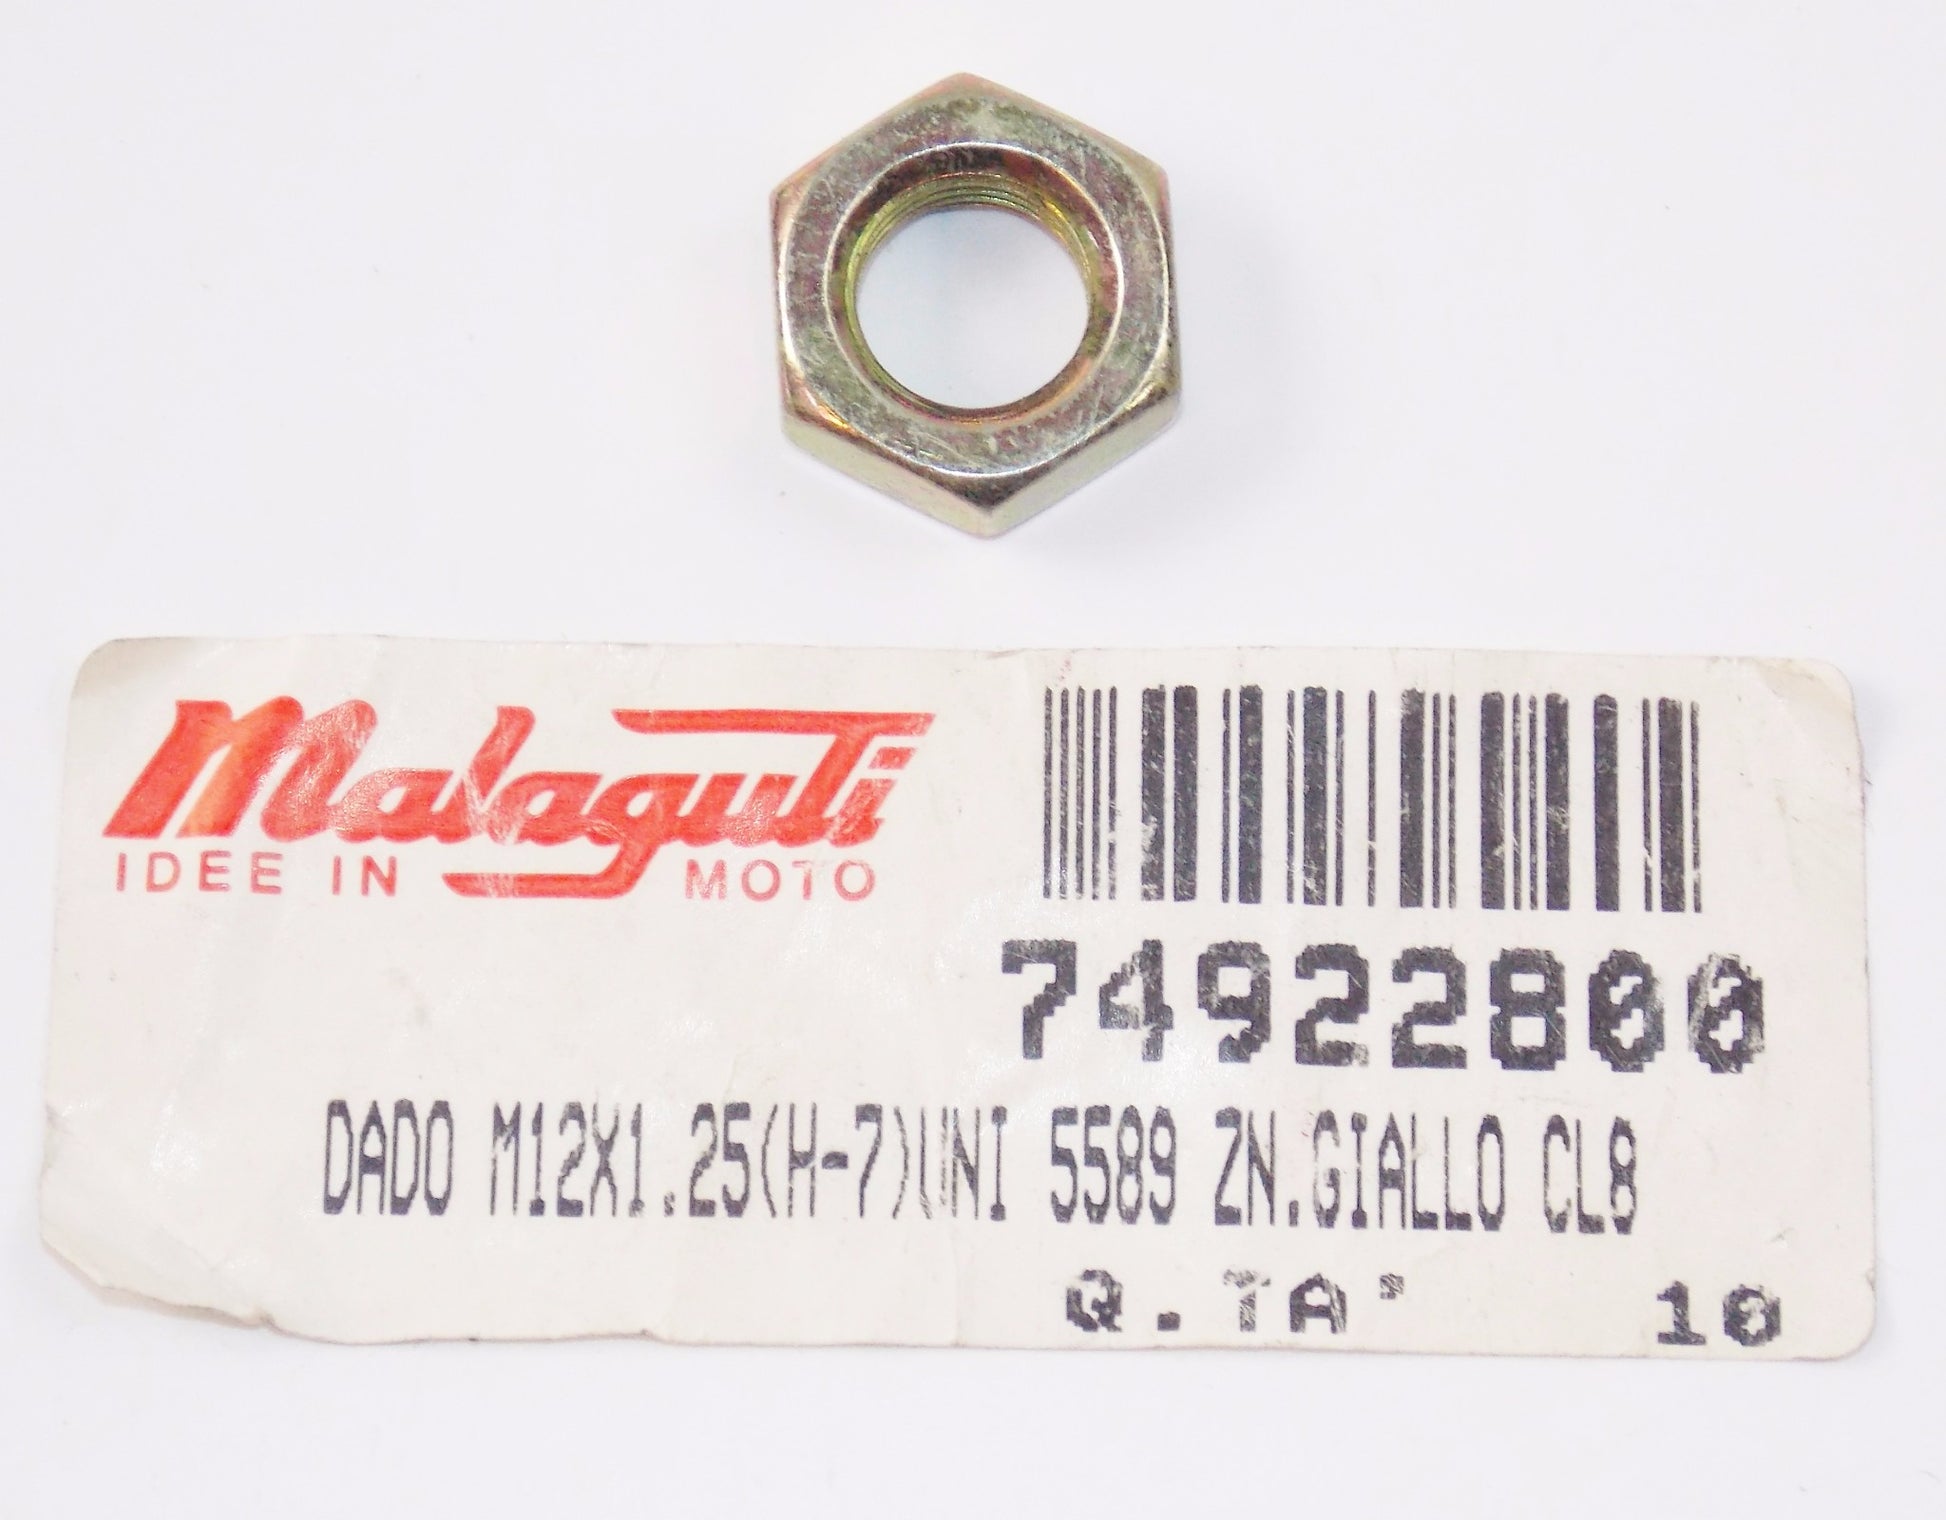 Malaguti
IDEE IN MOTO
74922800
DADO M12X1.25(H-7)UNI 5589 ZN.GIALLO CL8
Q.TA' 10